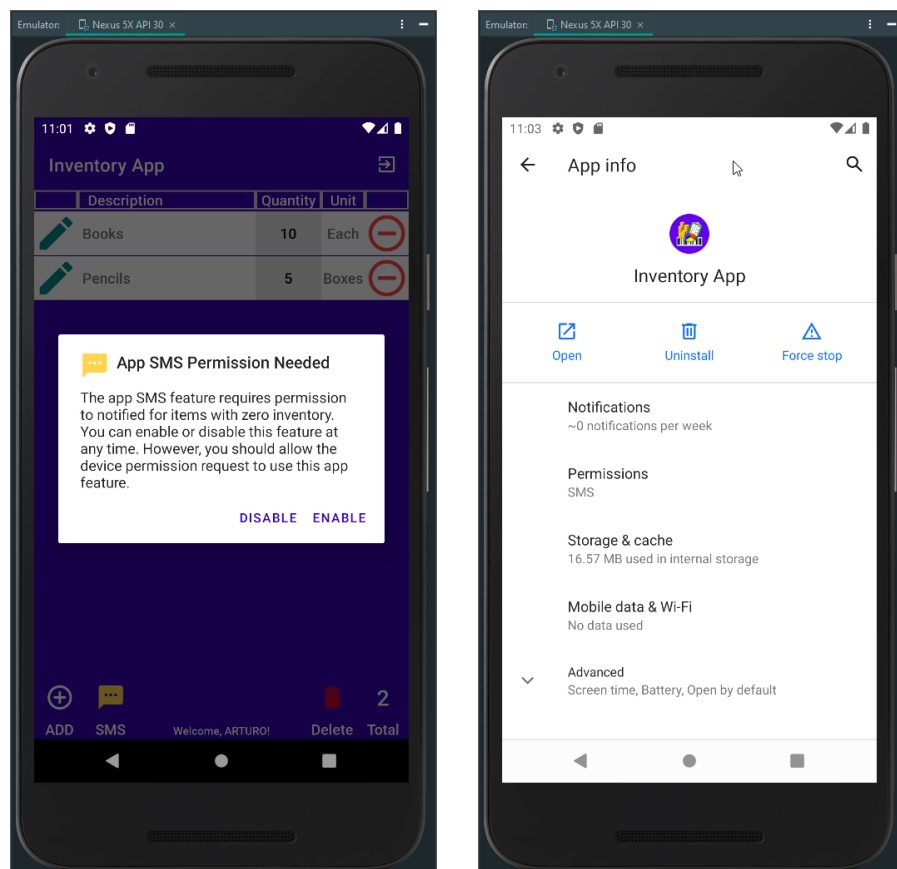 Emulator: Nexus 5X API 30 ×
11:01
Inventory App
Description Quantity Unit
Books 10 Each
Pencils 5 Boxes
App SMS Permission Needed
The app SMS feature requires permission
to notified for items with zero inventory.
You can enable or disable this feature at
any time. However, you should allow the
device permission request to use this app
feature.
DISABLE ENABLE
2
ADD SMS Welcome, ARTURO! Delete Total
Emulator: Nexus 5X API 30 ×
11:03
App info
Inventory App
Open Uninstall Force stop
Notifications
~0 notifications per week
Permissions
SMS
Storage & cache
16.57 MB used in internal storage
Mobile data & Wi-Fi
No data used
Advanced
Screen time, Battery, Open by default